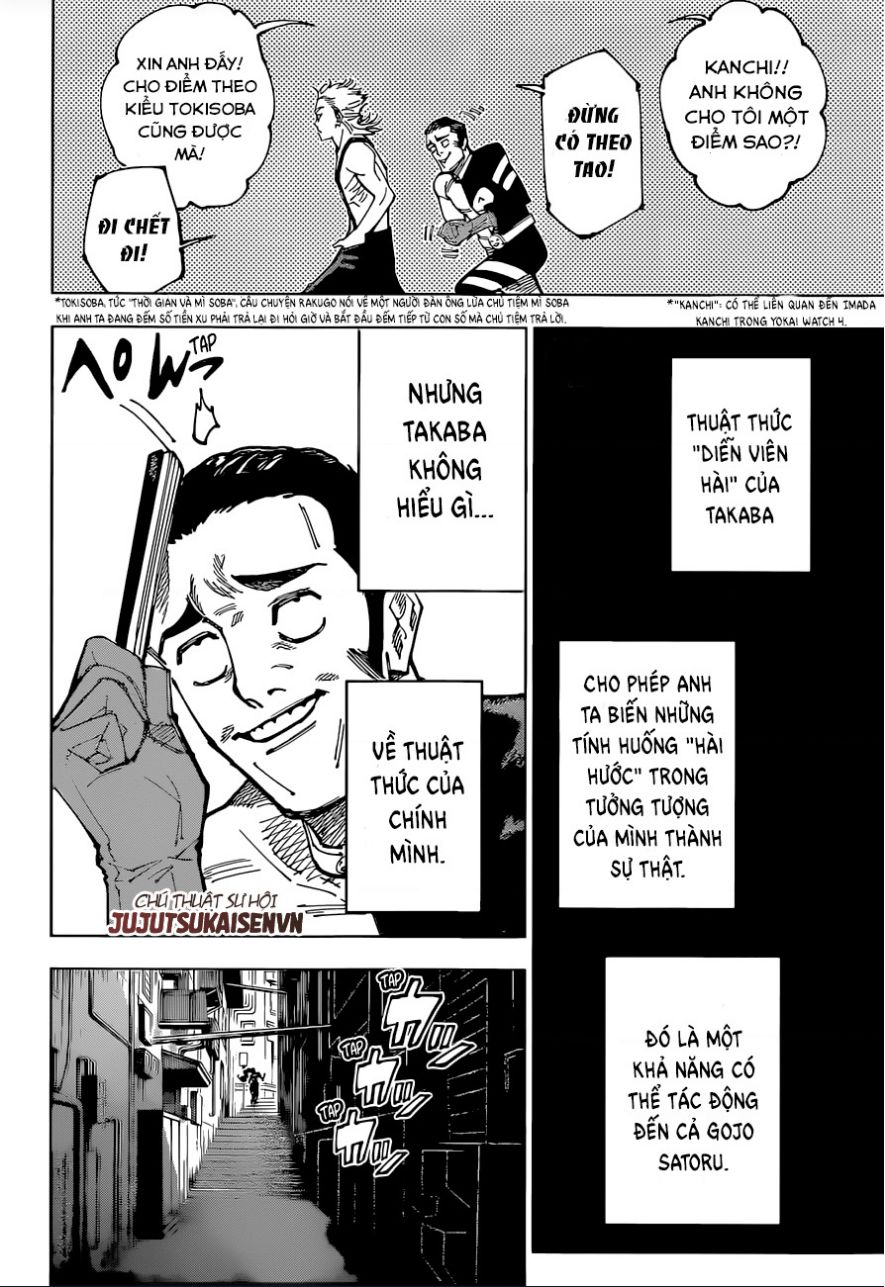 KANCHI!!
ANH KHÔNG
CHO TÔI MỘT
ĐIỂM SAO?!
ĐỪNG
CÓ THEO
TAO!
XIN ANH ĐẤY!
CHO ĐIỂM THEO
KIỂU TOKISOBA
CŨNG ĐƯỢC
MÀ!
ĐI CHẾT
ĐI!
*"KANCHI": CÓ THỂ LIÊN QUAN ĐẾN IMADA
KANCHI TRONG YOKAI WATCH 4.
*TOKISOBA, TỨC "THỜI GIAN VÀ MÌ SOBA", CÂU CHUYỆN RAKUGO NÓI VỀ MỘT NGƯỜI ĐÀN ÔNG LỪA CHỦ TIỆM MÌ SOBA
KHI ANH TA ĐANG ĐẾM SỐ TIỀN XU PHẢI TRẢ LẠI ĐI HỎI GIỜ VÀ BẮT ĐẦU ĐẾM TIẾP TỪ CON SỐ MÀ CHỦ TIỆM TRẢ LỜI.
THUẬT THỨC
"DIỄN VIÊN
HÀI" CỦA
TAKABA
CHO PHÉP ANH
TA BIẾN NHỮNG
TÍNH HUỐNG "HÀI
HƯỚC" TRONG
TƯỞNG TƯỢNG
CỦA MÌNH THÀNH
SỰ THẬT.
ĐÓ LÀ MỘT
KHẢ NĂNG CÓ
THỂ TÁC ĐỘNG
ĐẾN CẢ GOJO
SATORU.
NHƯNG
TAKABA
KHÔNG
HIỂU GÌ...
TAP
VỀ THUẬT
THỨC CỦA
CHÍNH
MÌNH.
CHÚ THUẬT SƯ HỘI
JUJUTSUKAISENVN
TAP
カツ
TAP
カツ
TAP
カツ